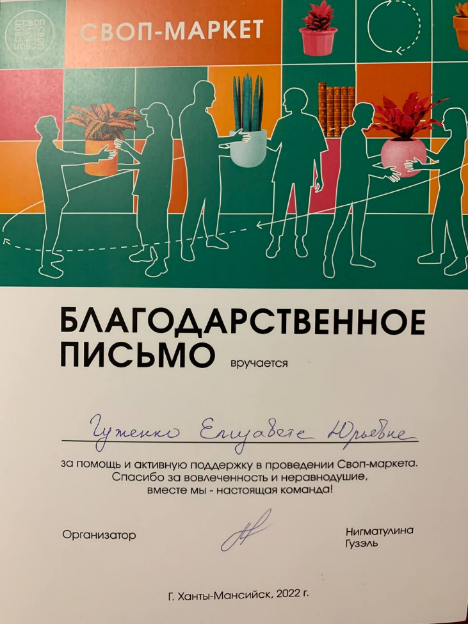 СВОП-МАРКЕТ
БЛАГОДАРСТВЕННОЕ
ПИСЬМО вручается
Гуженко Елизавете Юрьевне
за помощь и активную поддержку в проведении Своп-маркета.
Спасибо за вовлеченность и неравнодушие,
вместе мы - настоящая команда!
Организатор
Нигматулина
Гузэль
Г. Ханты-Мансийск, 2022 г.